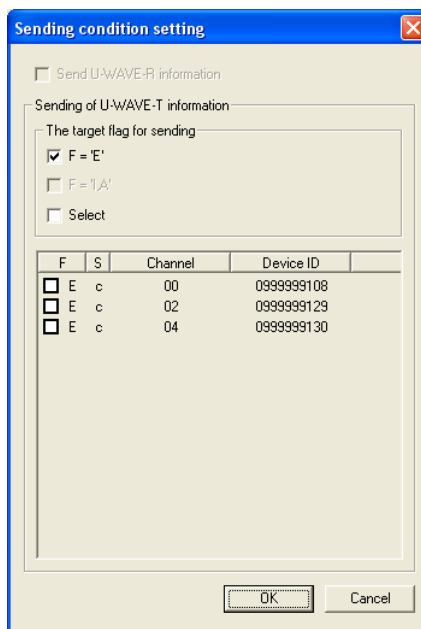 Sending condition setting
Send U-WAVE-R information
Sending of U-WAVE-T information
The target flag for sending
F = 'E'
F = 'I,A'
Select
F S Channel Device ID
E c 00 0999999108
E c 02 0999999129
E c 04 0999999130
OK Cancel